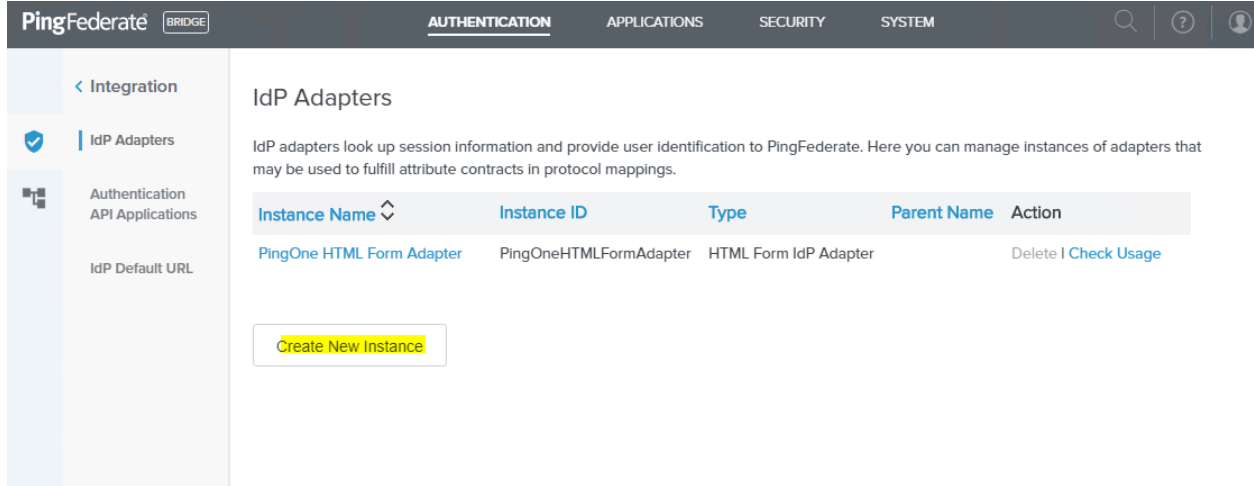 PingFederate BRIDGE AUTHENTICATION APPLICATIONS SECURITY SYSTEM ?
< Integration
IdP Adapters
Authentication
API Applications
IdP Default URL
IdP Adapters
IdP adapters look up session information and provide user identification to PingFederate. Here you can manage instances of adapters that
may be used to fulfill attribute contracts in protocol mappings.
Instance Name Instance ID Type Parent Name Action
PingOne HTML Form Adapter PingOneHTMLFormAdapter HTML Form IdP Adapter Delete | Check Usage
Create New Instance